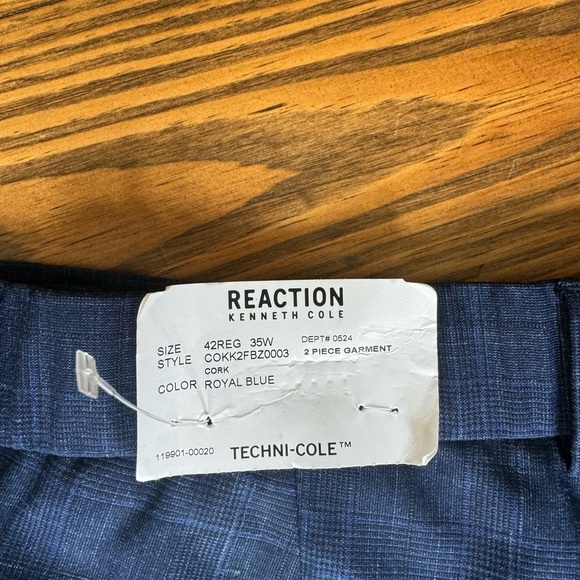 REACTION
KENNETH COLE
SIZE 42REG 35W DEPT# 0524
STYLE COKK2FBZ0003 2 PIECE GARMENT
CORK
COLOR ROYAL BLUE
119901-00020 TECHNI-COLE™